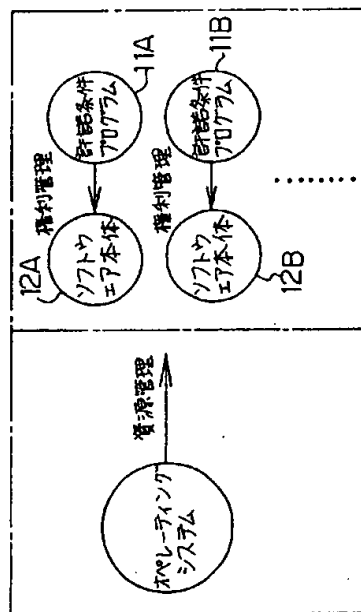 オペレーティング
システム
資源管理
12A
ソフトウ
ェア本体
権利管理
許諾条件
プログラム
11A
12B
ソフトウ
ェア本体
権利管理
許諾条件
プログラム
11B